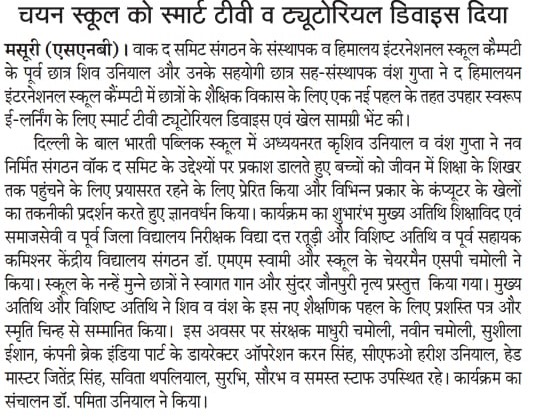 चयन स्कूल को स्मार्ट टीवी व ट्यूटोरियल डिवाइस दिया
मसूरी (एसएनबी)। वाक द समिट संगठन के संस्थापक व हिमालय इंटरनेशनल स्कूल कैम्पटी
के पूर्व छात्र शिव उनियाल और उनके सहयोगी छात्र सह-संस्थापक वंश गुप्ता ने द हिमालयन
इंटरनेशनल स्कूल कैंम्पटी में छात्रों के शैक्षिक विकास के लिए एक नई पहल के तहत उपहार स्वरूप
ई-लर्निंग के लिए स्मार्ट टीवी ट्यूटोरियल डिवाइस एवं खेल सामग्री भेंट की।
दिल्ली के बाल भारती पब्लिक स्कूल में अध्ययनरत कृशिव उनियाल व वंश गुप्ता ने नव
निर्मित संगठन वॉक द समिट के उद्देश्यों पर प्रकाश डालते हुए बच्चों को जीवन में शिक्षा के शिखर
तक पहुंचने के लिए प्रयासरत रहने के लिए प्रेरित किया और विभिन्न प्रकार के कंप्यूटर के खेलों
का तकनीकी प्रदर्शन करते हुए ज्ञानवर्धन किया। कार्यक्रम का शुभारंभ मुख्य अतिथि शिक्षाविद एवं
समाजसेवी व पूर्व जिला विद्यालय निरीक्षक विद्या दत्त रतूड़ी और विशिष्ट अतिथि व पूर्व सहायक
कमिश्नर केंद्रीय विद्यालय संगठन डॉ. एमएम स्वामी और स्कूल के चेयरमैन एसपी चमोली ने
किया। स्कूल के नन्हें मुन्ने छात्रों ने स्वागत गान और सुंदर जौनपुरी नृत्य प्रस्तुत किया गया। मुख्य
अतिथि और विशिष्ट अतिथि ने शिव व वंश के इस नए शैक्षणिक पहल के लिए प्रशस्ति पत्र और
स्मृति चिन्ह से सम्मानित किया। इस अवसर पर संरक्षक माधुरी चमोली, नवीन चमोली, सुशीला
ईशान, कंपनी ब्रेक इंडिया पार्ट के डायरेक्टर ऑपरेशन करन सिंह, सीएफओ हरीश उनियाल, हेड
मास्टर जितेंद्र सिंह, सविता थपलियाल, सुरभि, सौरभ व समस्त स्टाफ उपस्थित रहे। कार्यक्रम का
संचालन डॉ. पमिता उनियाल ने किया।